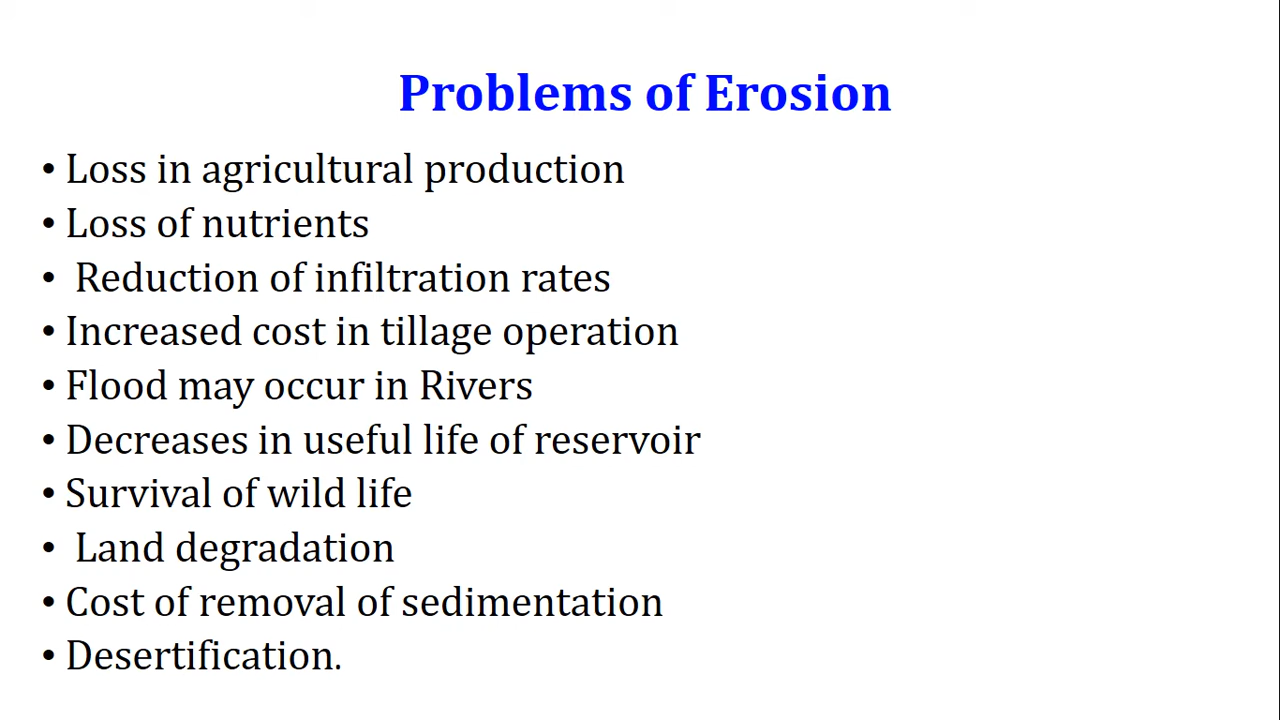 Problems of Erosion
• Loss in agricultural production
• Loss of nutrients
• Reduction of infiltration rates
• Increased cost in tillage operation
• Flood may occur in Rivers
• Decreases in useful life of reservoir
• Survival of wild life
• Land degradation
• Cost of removal of sedimentation
• Desertification.